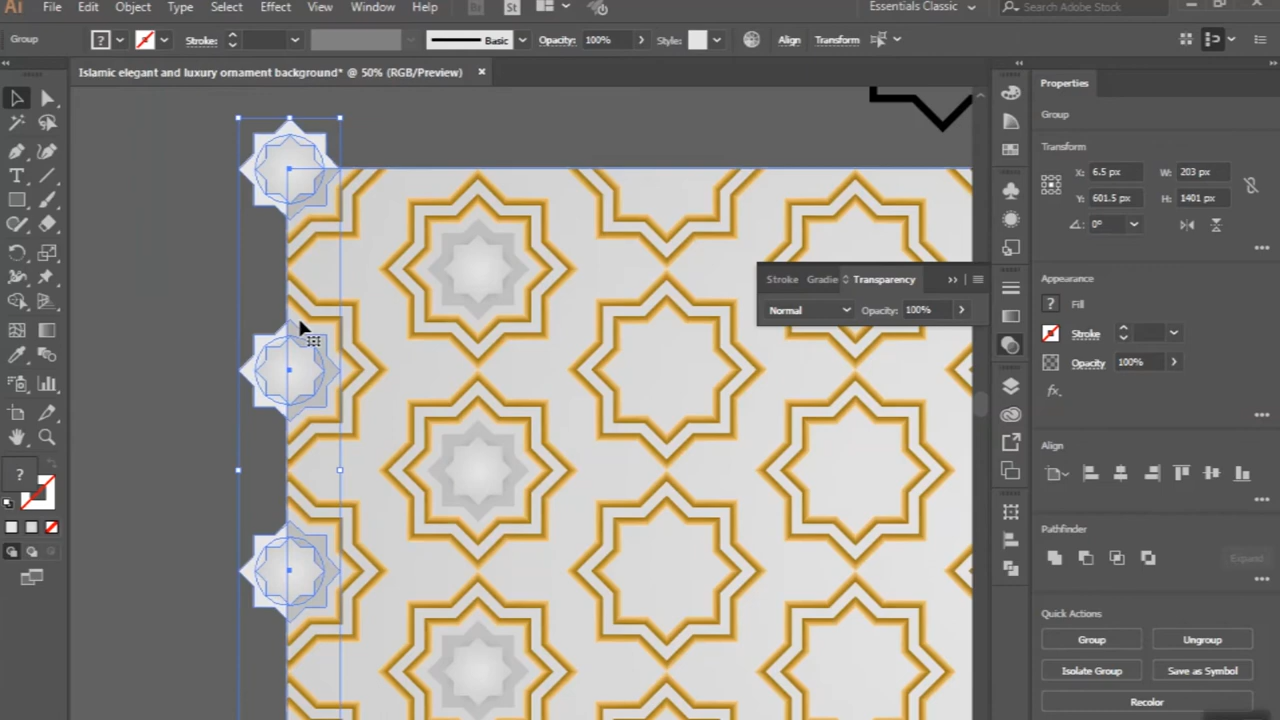 Ai File Edit Object Type Select Effect View Window Help Br St Essentials Classic Search Adobe Stock
Group ? Stroke: Basic Opacity: 100% Style: Align Transform
Islamic elegant and luxury ornament background* @ 50% (RGB/Preview) ×
Properties
Group
Transform
X: 6.5 px W: 203 px
Y: 601.5 px H: 1401 px
0°
Stroke Gradie Transparency
Normal Opacity: 100%
Appearance
? Fill
Stroke
Opacity 100%
fx.
Align
Pathfinder
Expand
Quick Actions
Group Ungroup
Isolate Group Save as Symbol
Recolor
T
?